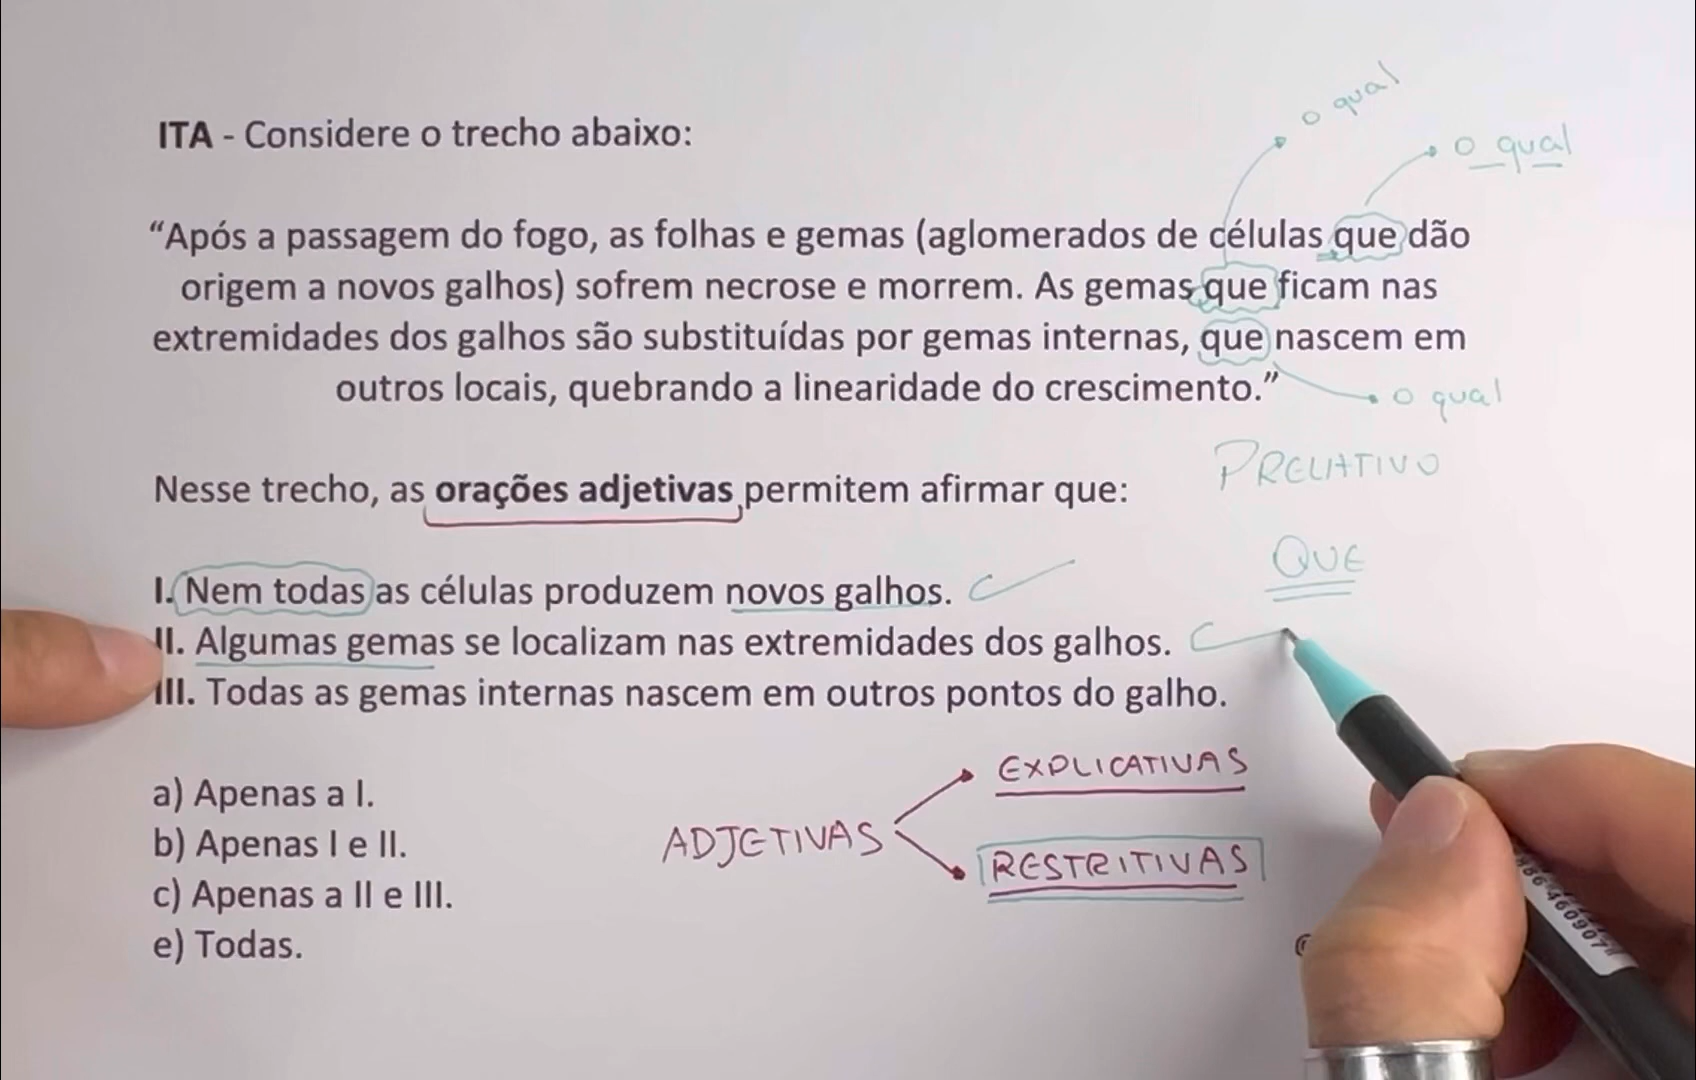 o qual
ITA - Considere o trecho abaixo:
o qual
“Após a passagem do fogo, as folhas e gemas (aglomerados de células que dão
origem a novos galhos) sofrem necrose e morrem. As gemas que ficam nas
extremidades dos galhos são substituídas por gemas internas, que nascem em
outros locais, quebrando a linearidade do crescimento.”
o qual
PRELATIVO
Nesse trecho, as orações adjetivas permitem afirmar que:
QUE
I. Nem todas as células produzem novos galhos.
II. Algumas gemas se localizam nas extremidades dos galhos.
III. Todas as gemas internas nascem em outros pontos do galho.
EXPLICATIVAS
a) Apenas a I.
ADJETIVAS
b) Apenas I e II.
RESTRITIVAS
c) Apenas a II e III.
e) Todas.